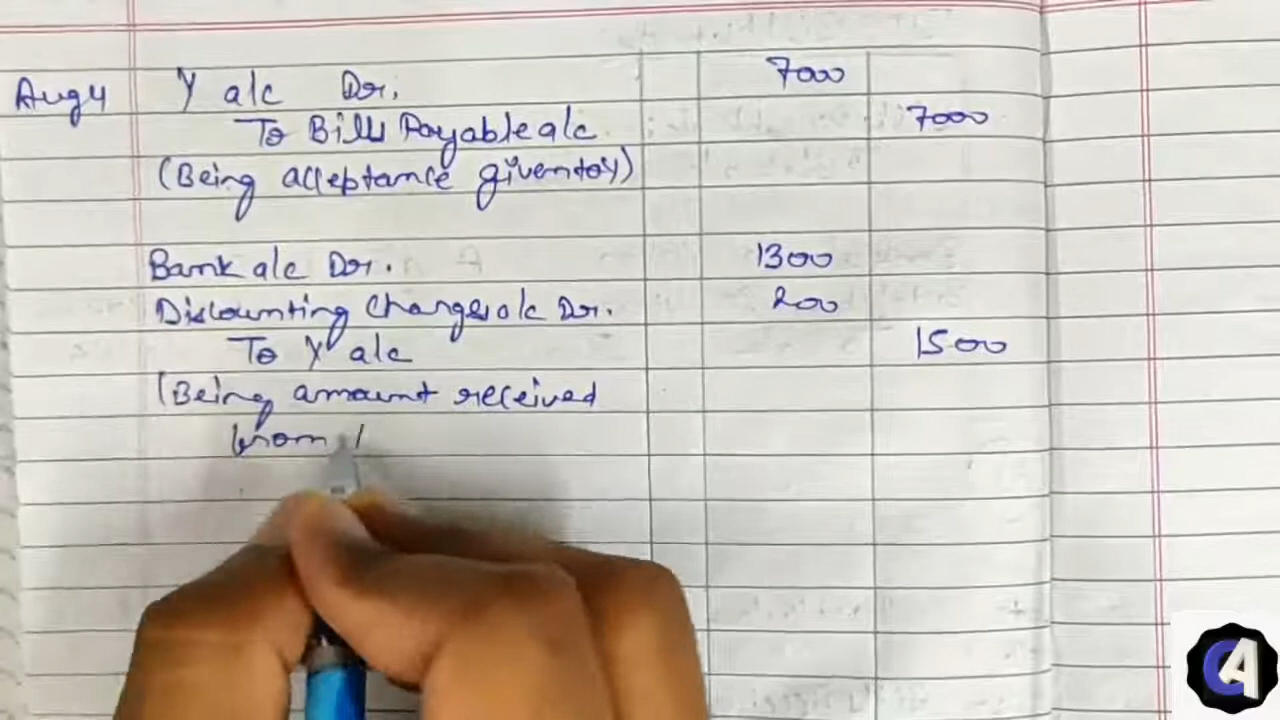 Aug 4 Y a/c Dr. 7000
To Bills Payable a/c 7000
(Being acceptance given to Y)
Bank a/c Dr. 1300
Discounting Charges a/c Dr. 200
To Y a/c 1500
(Being amount received
from
CA